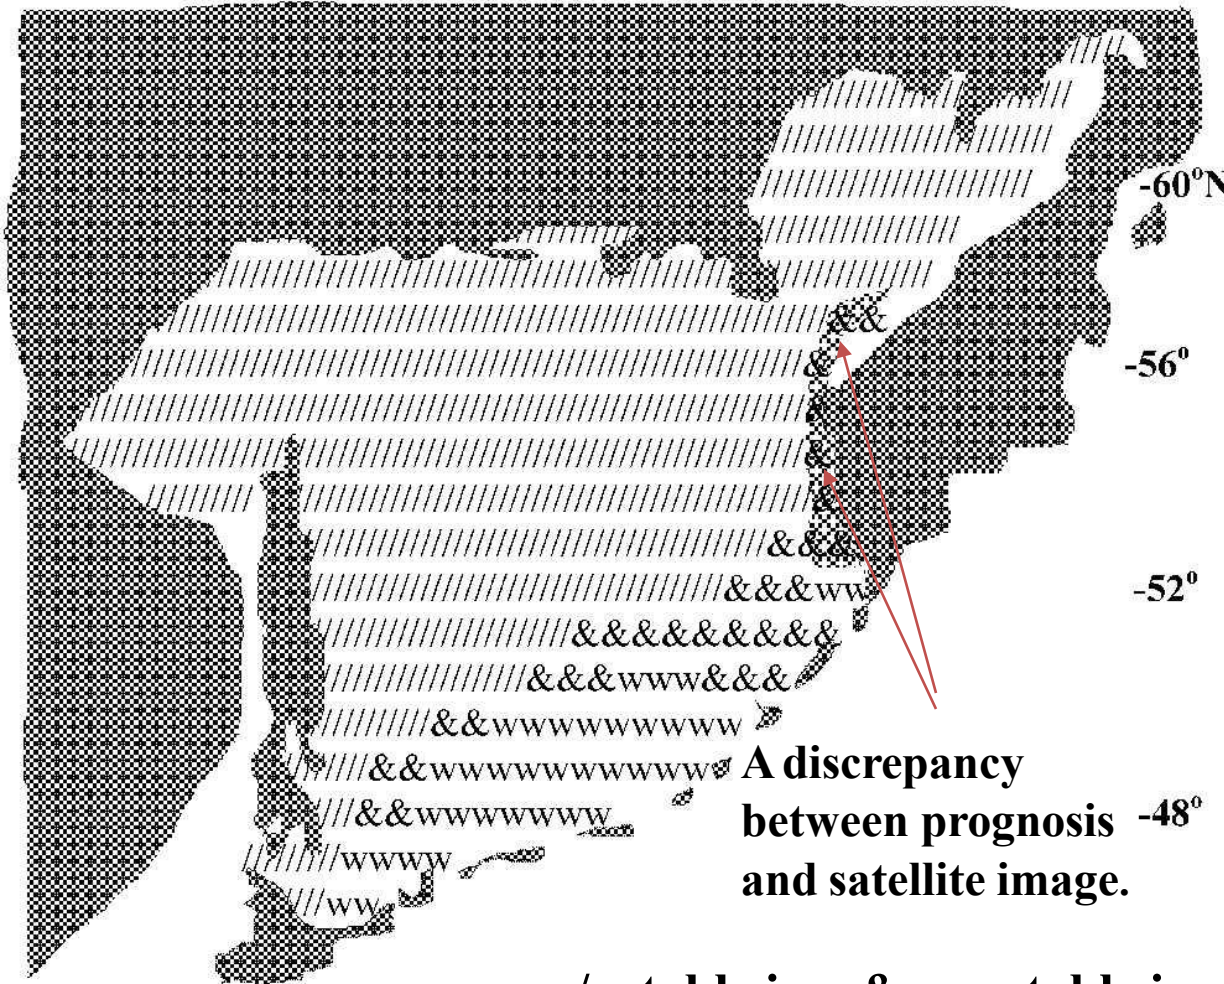 -60°N
-56°
-52°
A discrepancy
between prognosis -48°
and satellite image.